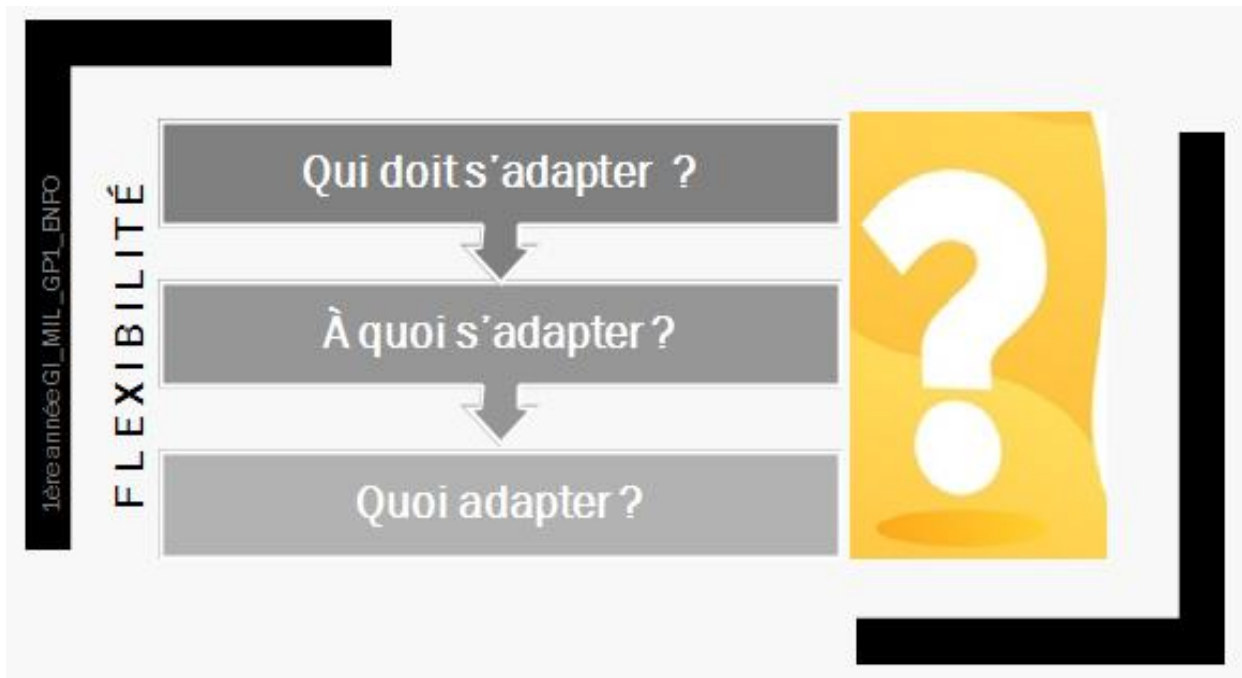 1ère année GI_MIL_GP1_ENPO
FLEXIBILITÉ
Qui doit s'adapter ?
À quoi s'adapter ?
Quoi adapter ?
?